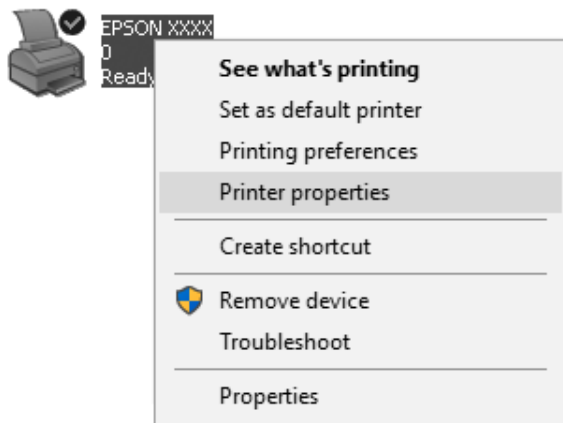 EPSON XXXX
0
Ready
See what's printing
Set as default printer
Printing preferences
Printer properties
Create shortcut
Remove device
Troubleshoot
Properties